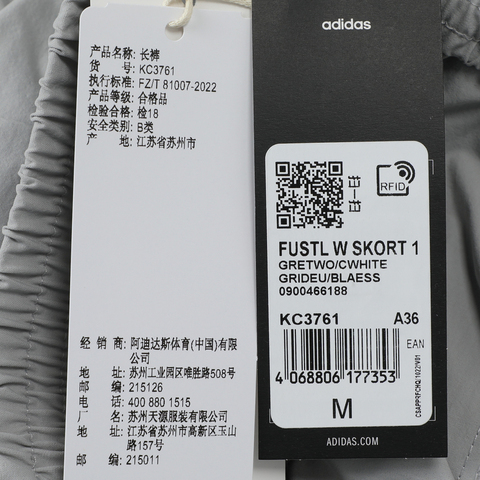 产品名称: 长裤
货 号: KC3761
执行标准: FZ/T 81007-2022
产品等级: 合格品
检验合格: 检18
安全类别: B类
产 地: 江苏省苏州市
经 销 商: 阿迪达斯体育(中国)有限
公司
地 址: 苏州工业园区唯胜路208号
邮 编: 215126
电 话: 400 880 1515
厂 名: 苏州天源服装有限公司
地 址: 江苏省苏州市高新区玉山
路157号
邮 编: 215011
adidas
RFID
FUSTL W SKORT 1
GRETWO/CWHITE
GRIDEU/BLAESS
0900466188
KC3761 A36
EAN
4 068806 177353
M
ADIDAS.COM